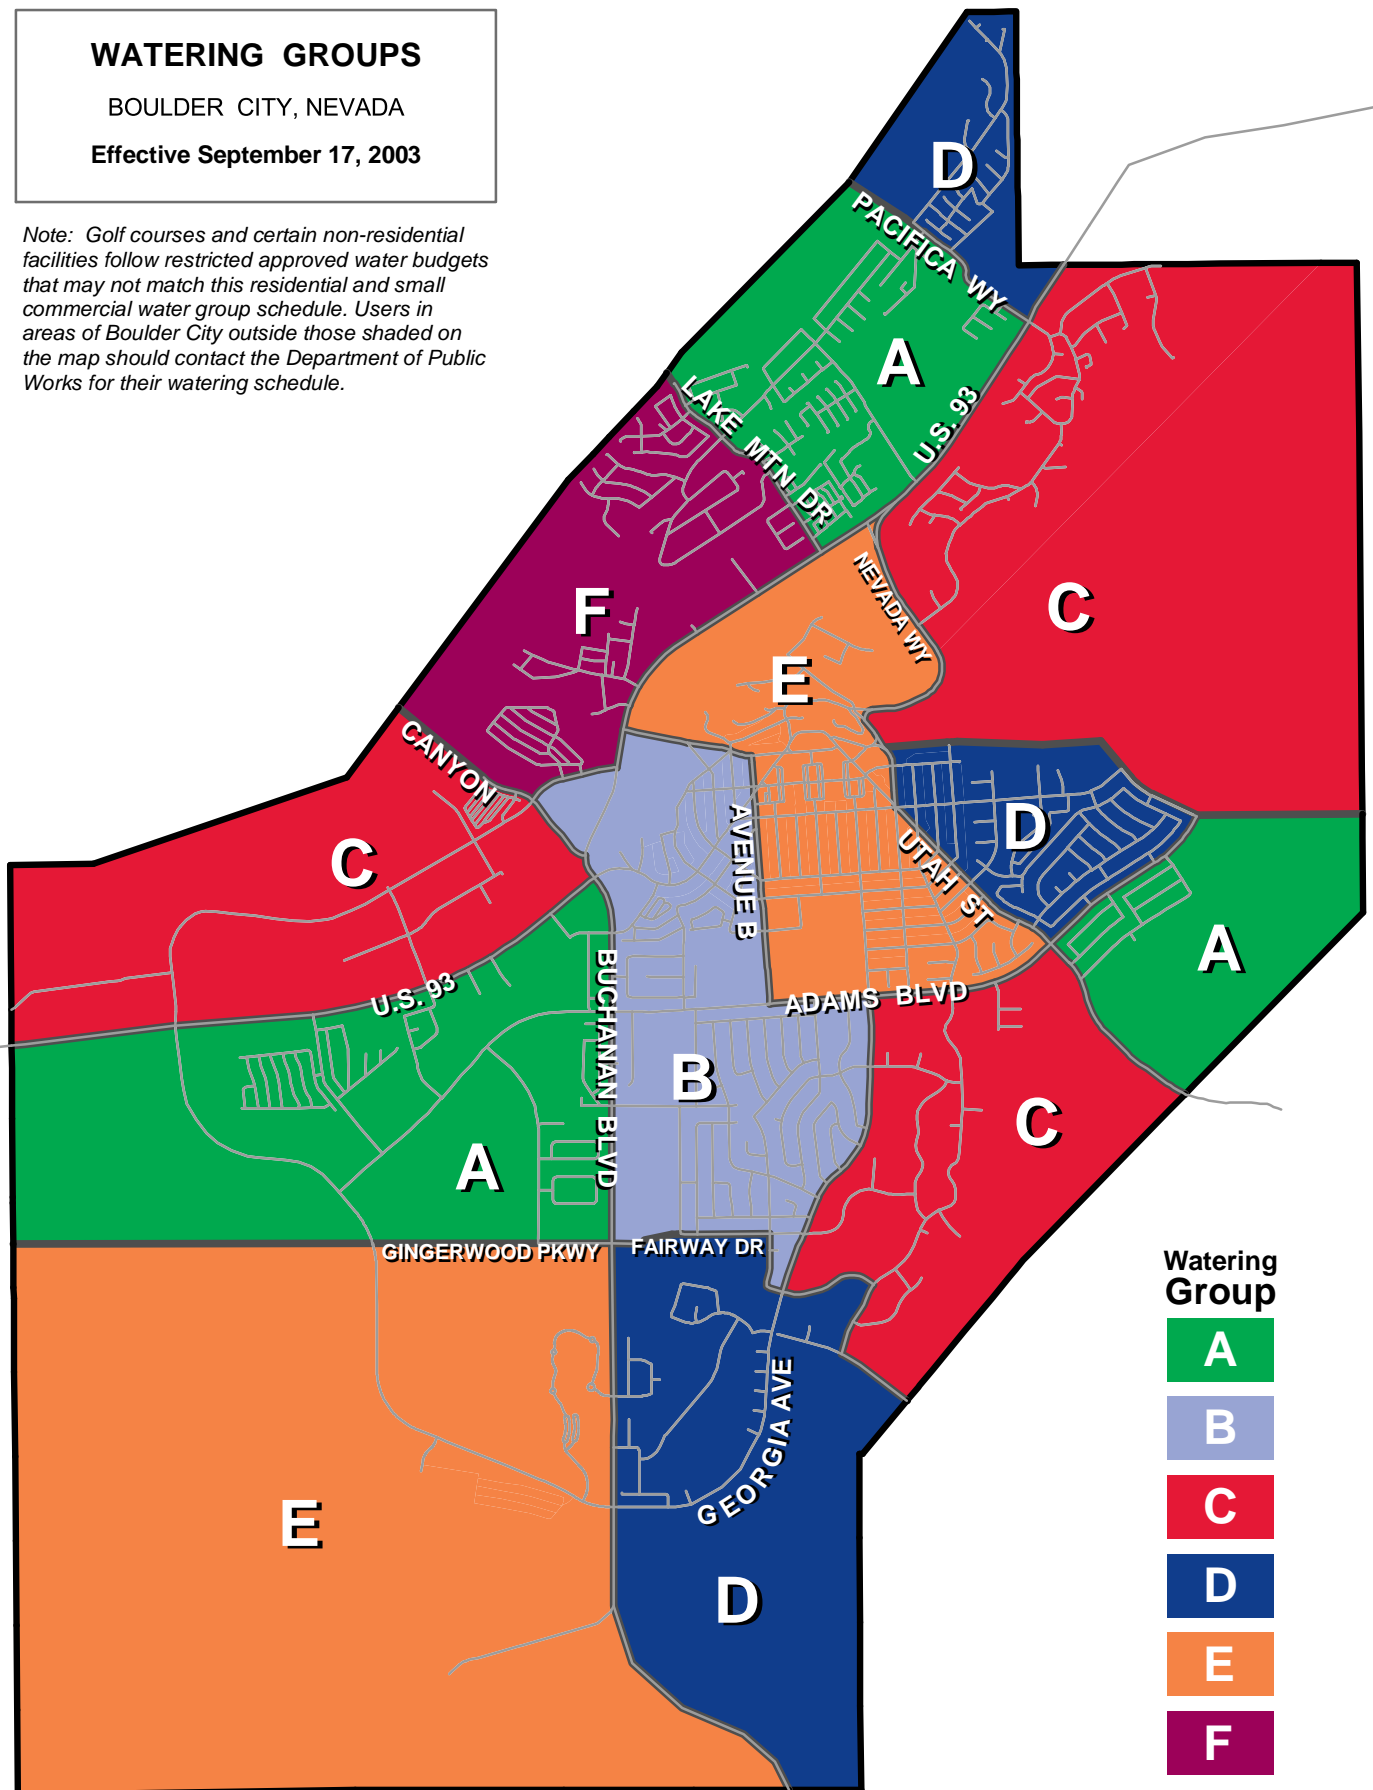 WATERING GROUPS
BOULDER CITY, NEVADA
Effective September 17, 2003
Note: Golf courses and certain non-residential
facilities follow restricted approved water budgets
that may not match this residential and small
commercial water group schedule. Users in
areas of Boulder City outside those shaded on
the map should contact the Department of Public
Works for their watering schedule.
D
PACIFICA WY
A
U.S. 93
LAKE MTN DR
NEVADA WY
F
C
E
CANYON
C
AVENUE B
D
UTAH ST
A
U.S. 93
BUCHANAN BLVD
ADAMS BLVD
B
C
A
GINGERWOOD PKWY
FAIRWAY DR
GEORGIA AVE
E
D
Watering
Group
A
B
C
D
E
F